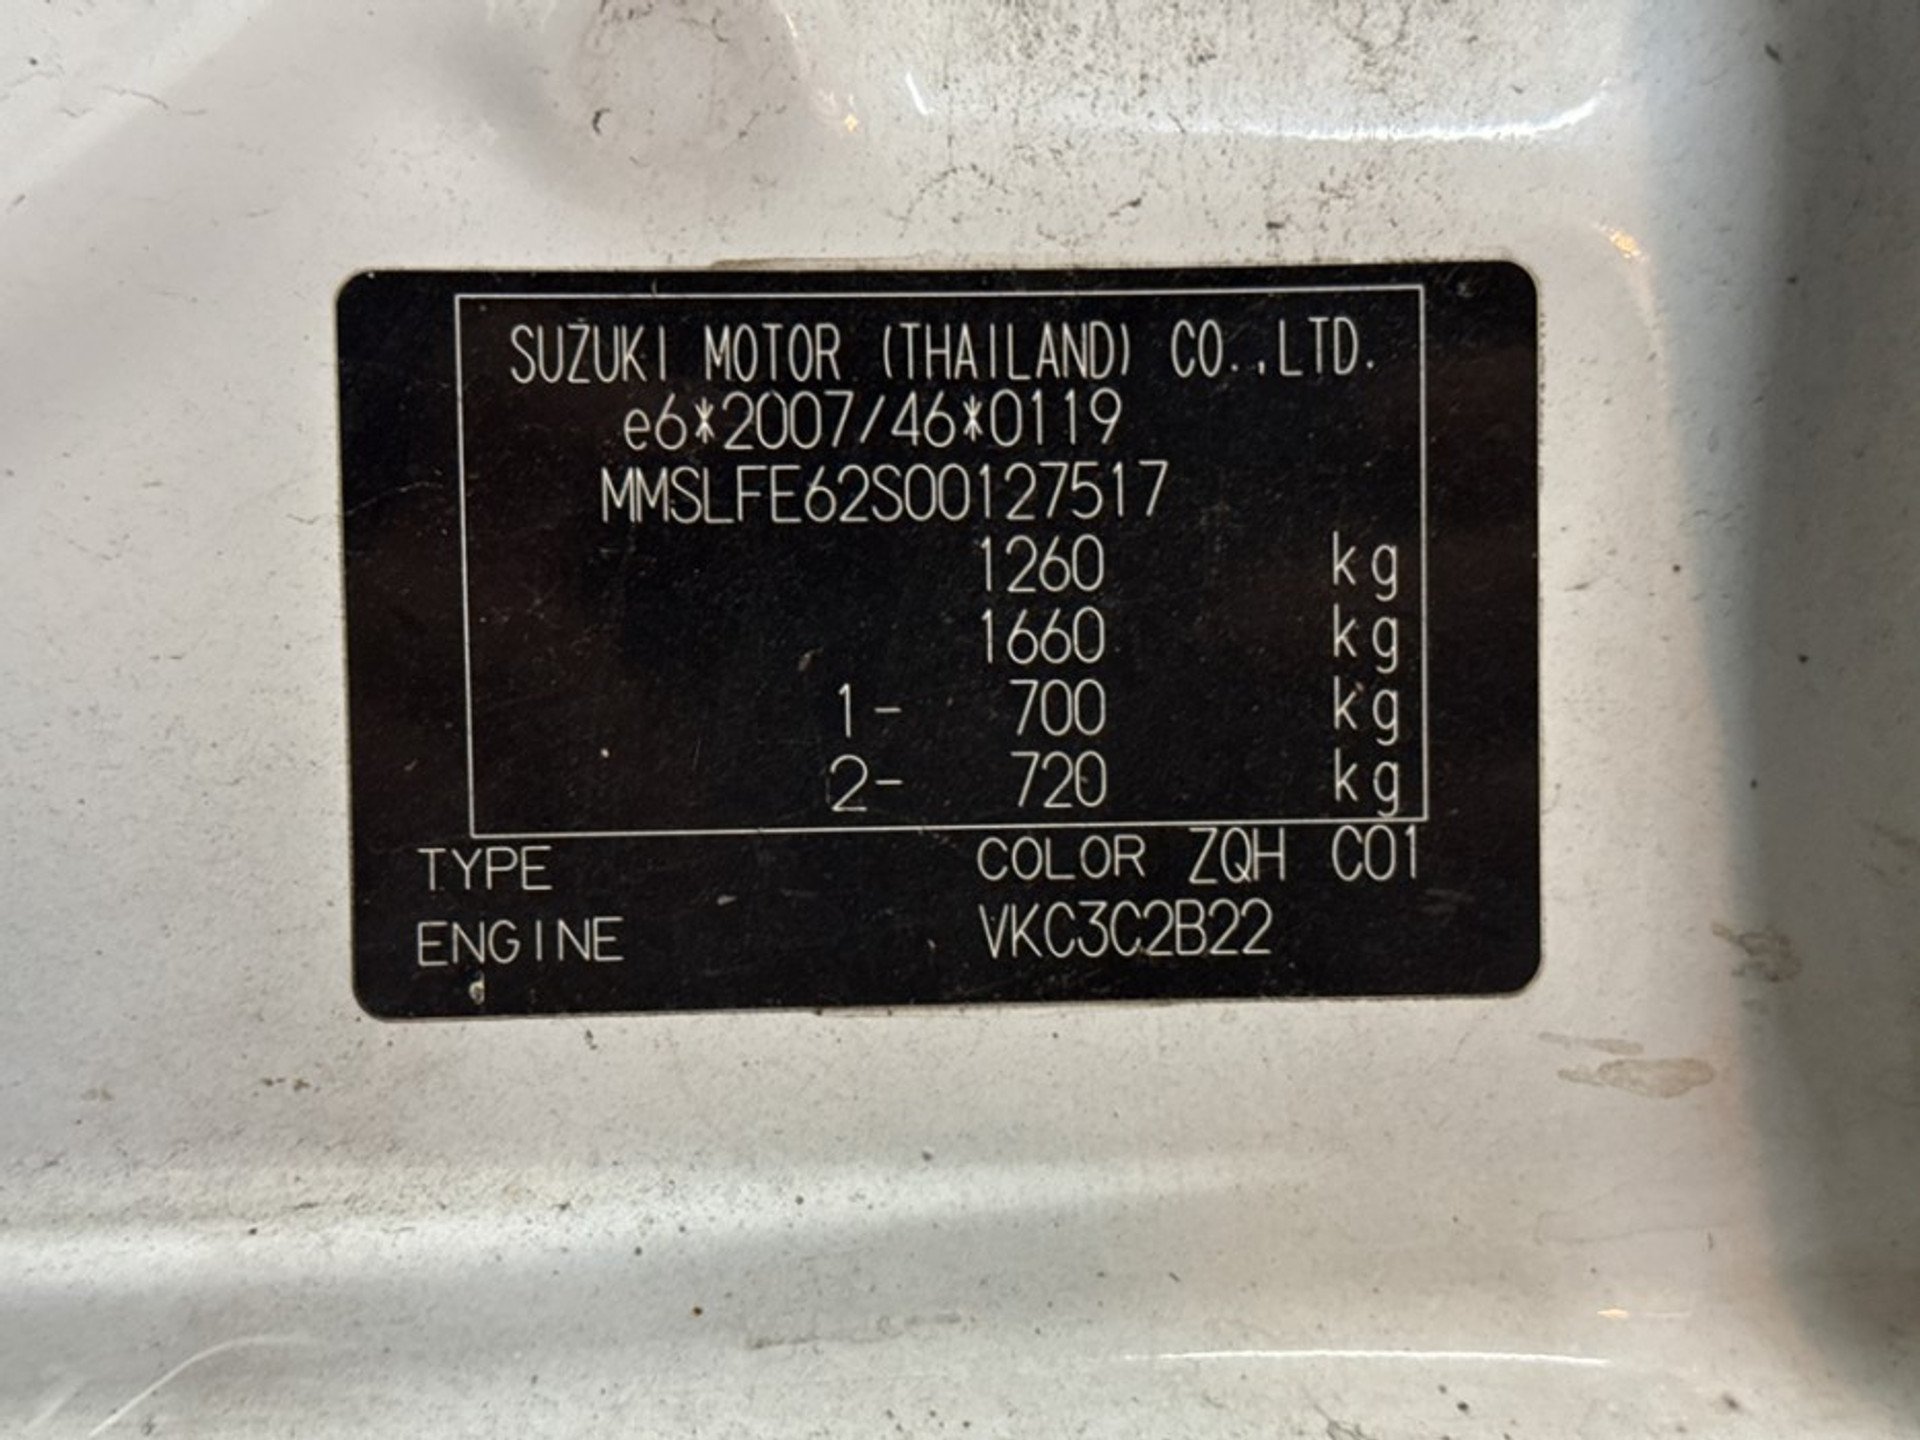 SUZUKI MOTOR (THAILAND) CO.,LTD.
e6*2007/46*0119
MMSLFE62S00127517
1260 kg
1660 kg
1- 700 kg
2- 720 kg
TYPE COLOR ZQH C01
ENGINE VKC3C2B22